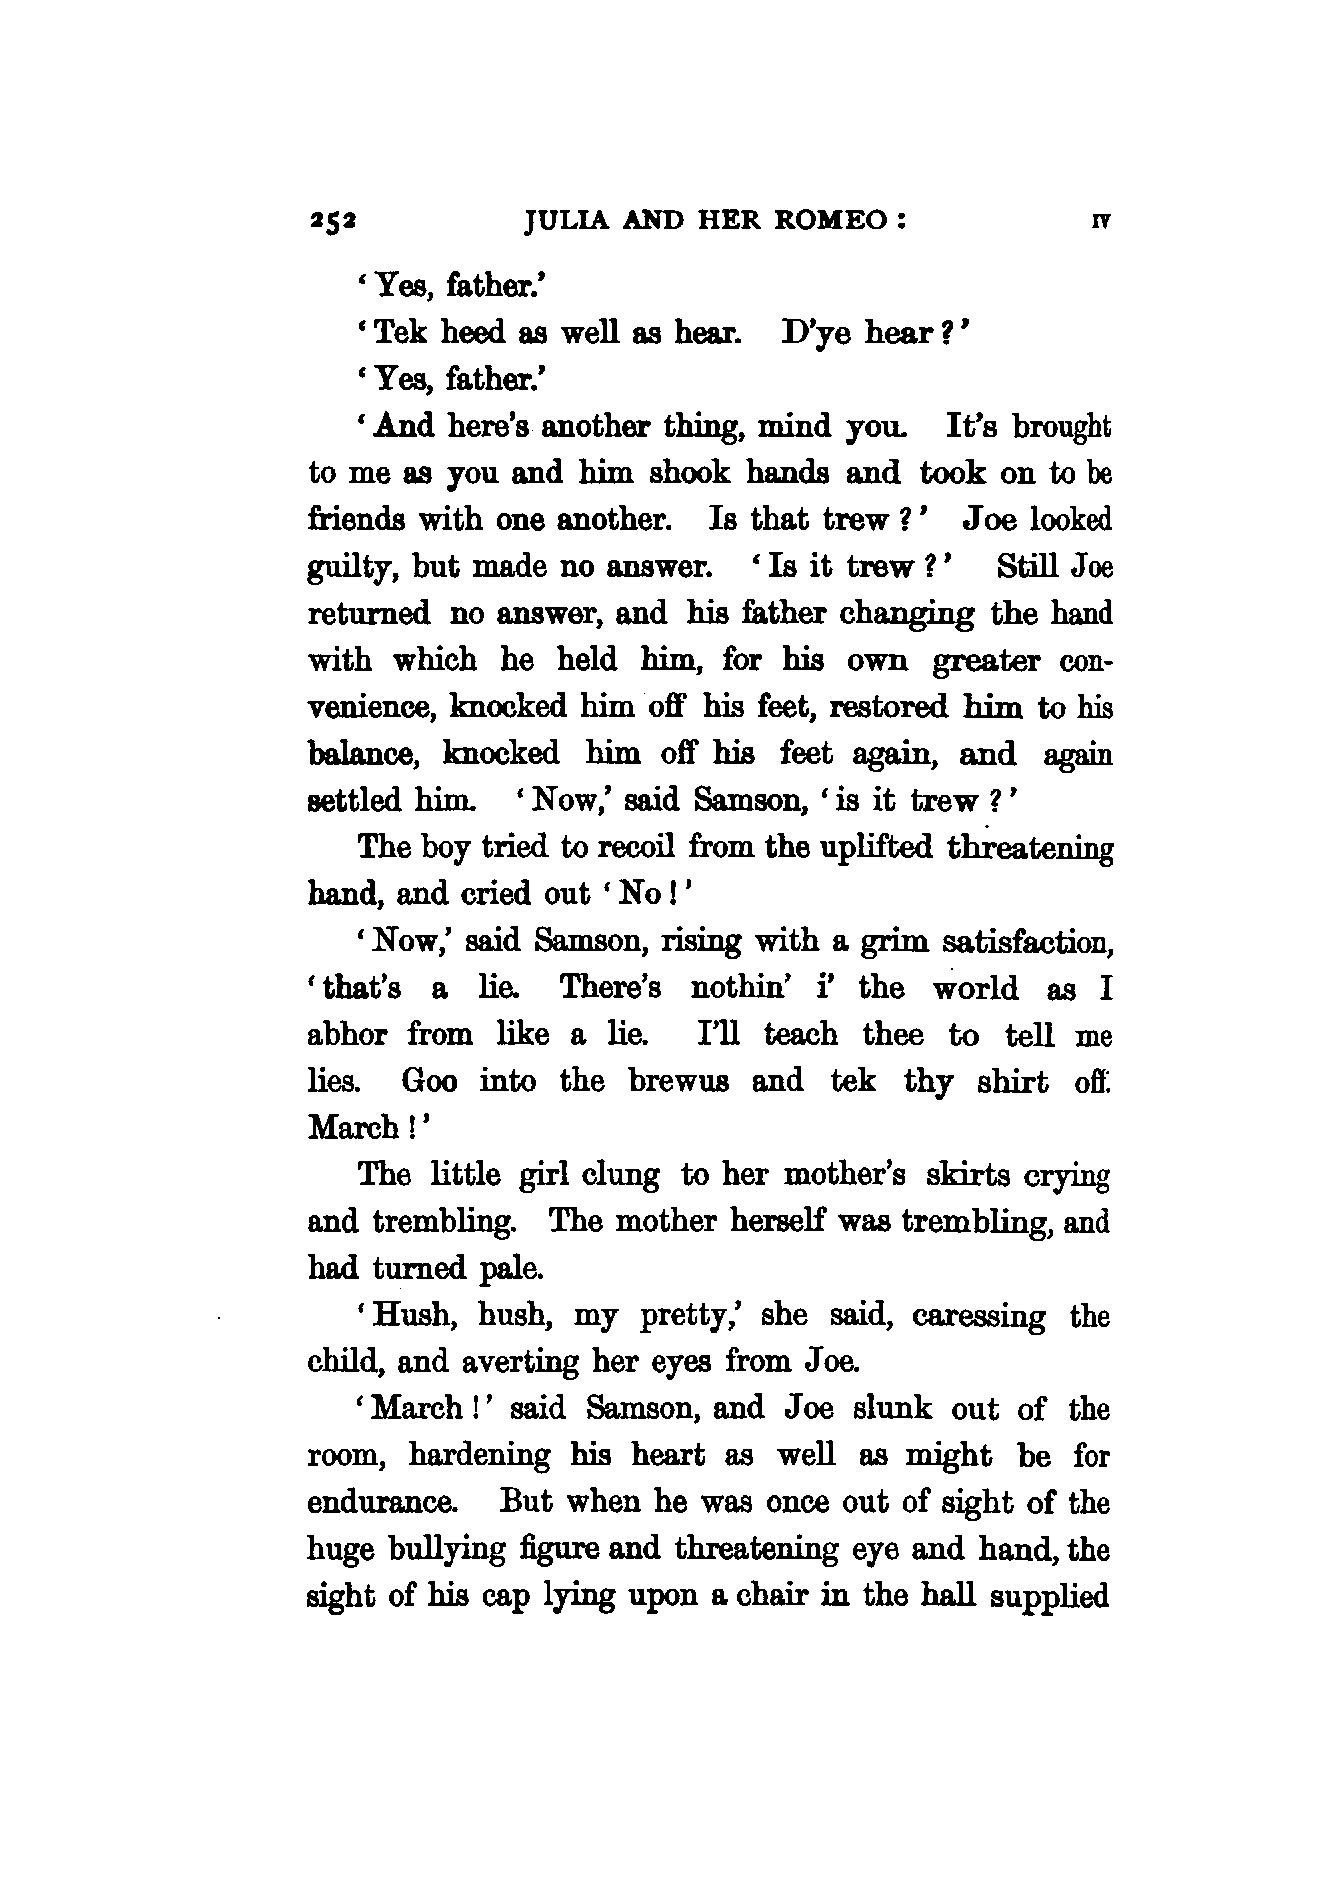 252 JULIA AND HER ROMEO: IV
‘Yes, father.’
‘Tek heed as well as hear. D’ye hear?’
‘Yes, father.’
‘And here’s another thing, mind you. It’s brought
to me as you and him shook hands and took on to be
friends with one another. Is that trew?’ Joe looked
guilty, but made no answer. ‘Is it trew?’ Still Joe
returned no answer, and his father changing the hand
with which he held him, for his own greater con-
venience, knocked him off his feet, restored him to his
balance, knocked him off his feet again, and again
settled him. ‘Now,’ said Samson, ‘is it trew?’
The boy tried to recoil from the uplifted threatening
hand, and cried out ‘No!’
‘Now,’ said Samson, rising with a grim satisfaction,
‘that’s a lie. There’s nothin’ i’ the world as I
abhor from like a lie. I’ll teach thee to tell me
lies. Goo into the brewus and tek thy shirt off.
March!’
The little girl clung to her mother’s skirts crying
and trembling. The mother herself was trembling, and
had turned pale.
‘Hush, hush, my pretty,’ she said, caressing the
child, and averting her eyes from Joe.
‘March!’ said Samson, and Joe slunk out of the
room, hardening his heart as well as might be for
endurance. But when he was once out of sight of the
huge bullying figure and threatening eye and hand, the
sight of his cap lying upon a chair in the hall supplied